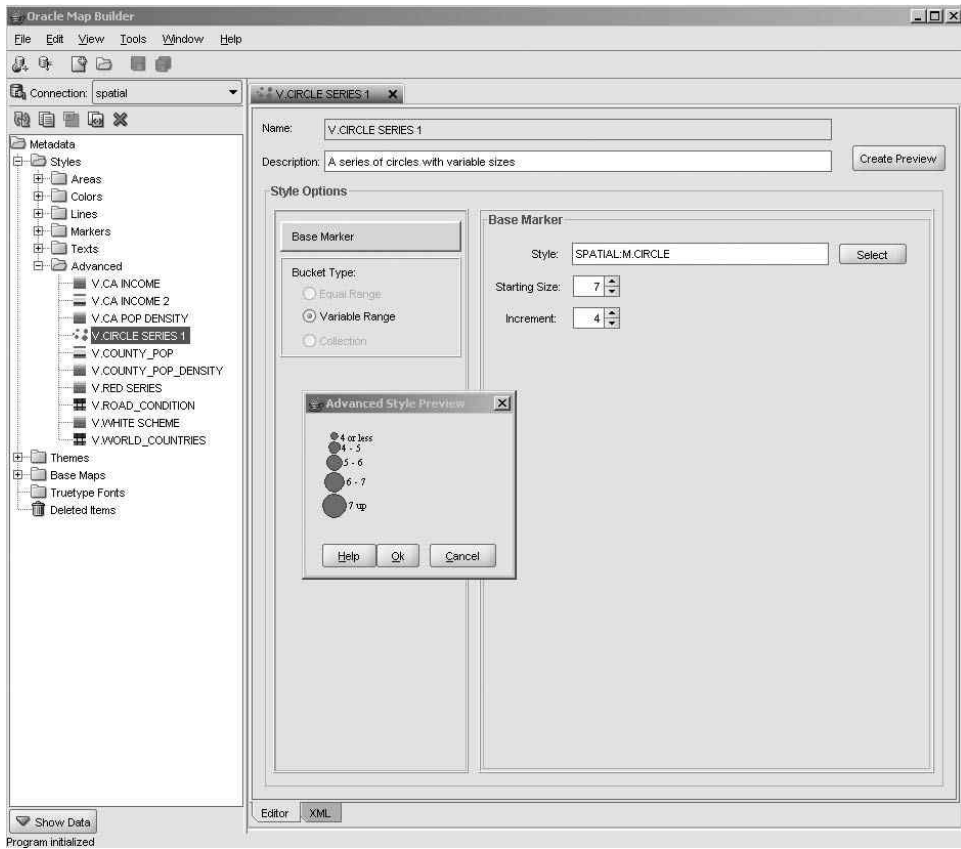 Oracle Map Builder
File Edit View Tools Window Help
Connection: spatial
Metadata
Styles
Areas
Colors
Lines
Markers
Texts
Advanced
V.CA INCOME
V.CA INCOME 2
V.CA POP DENSITY
V.CIRCLE SERIES 1
V.COUNTY_POP
V.COUNTY_POP_DENSITY
V.RED SERIES
V.ROAD_CONDITION
V.WHITE SCHEME
V.WORLD_COUNTRIES
Themes
Base Maps
Truetype Fonts
Deleted Items
Show Data
Program initialized
V.CIRCLE SERIES 1
Name: V.CIRCLE SERIES 1
Description: A series of circles with variable sizes
Create Preview
Style Options
Base Marker
Bucket Type:
Equal Range
Variable Range
Collection
Base Marker
Style: SPATIAL:M.CIRCLE Select
Starting Size: 7
Increment: 4
Advanced Style Preview
4 or less
4 - 5
5 - 6
6 - 7
7 up
Help Ok Cancel
Editor XML